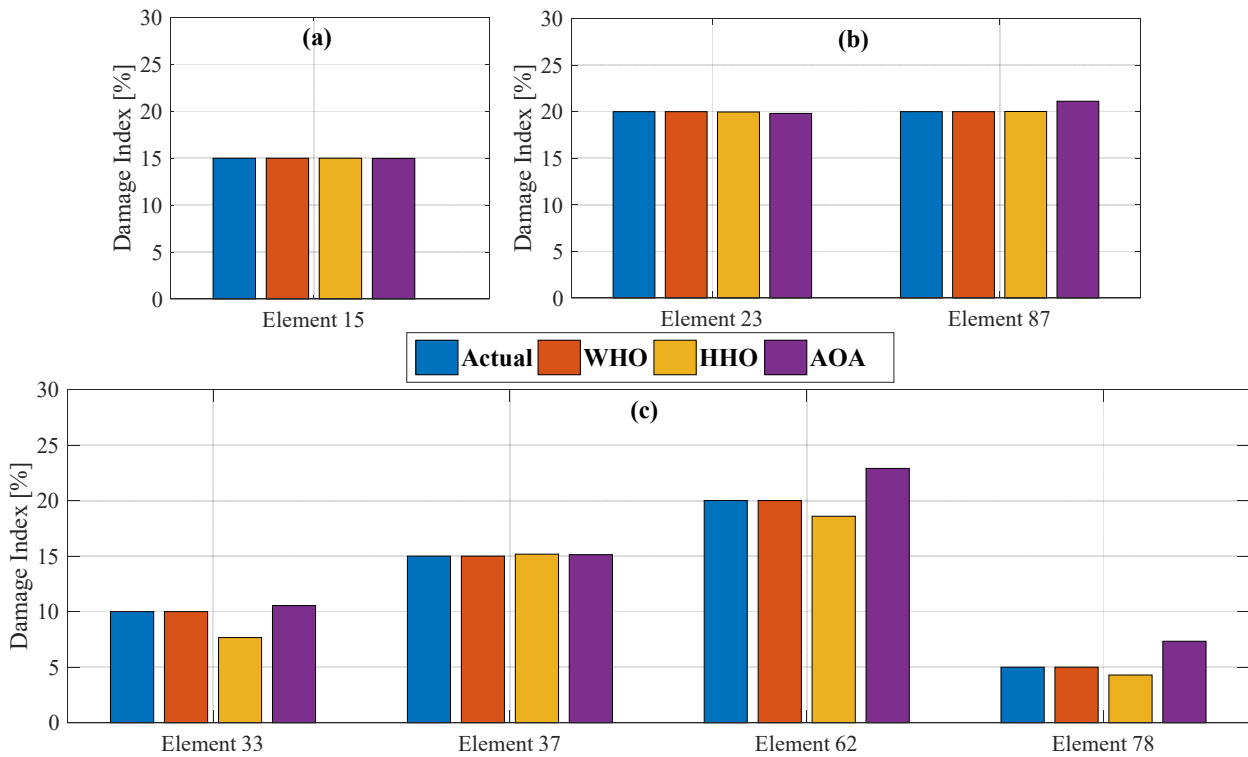 (a)
Damage Index [%]
30
25
20
15
10
5
0
Element 15
(b)
Damage Index [%]
30
25
20
15
10
5
0
Element 23 Element 87
Actual WHO HHO AOA
(c)
Damage Index [%]
30
25
20
15
10
5
0
Element 33 Element 37 Element 62 Element 78